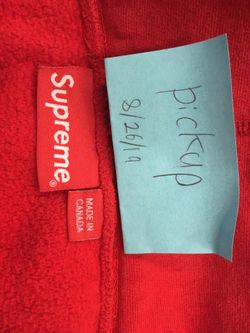 Supreme®
MADE IN
CANADA
pickup
8/26/19